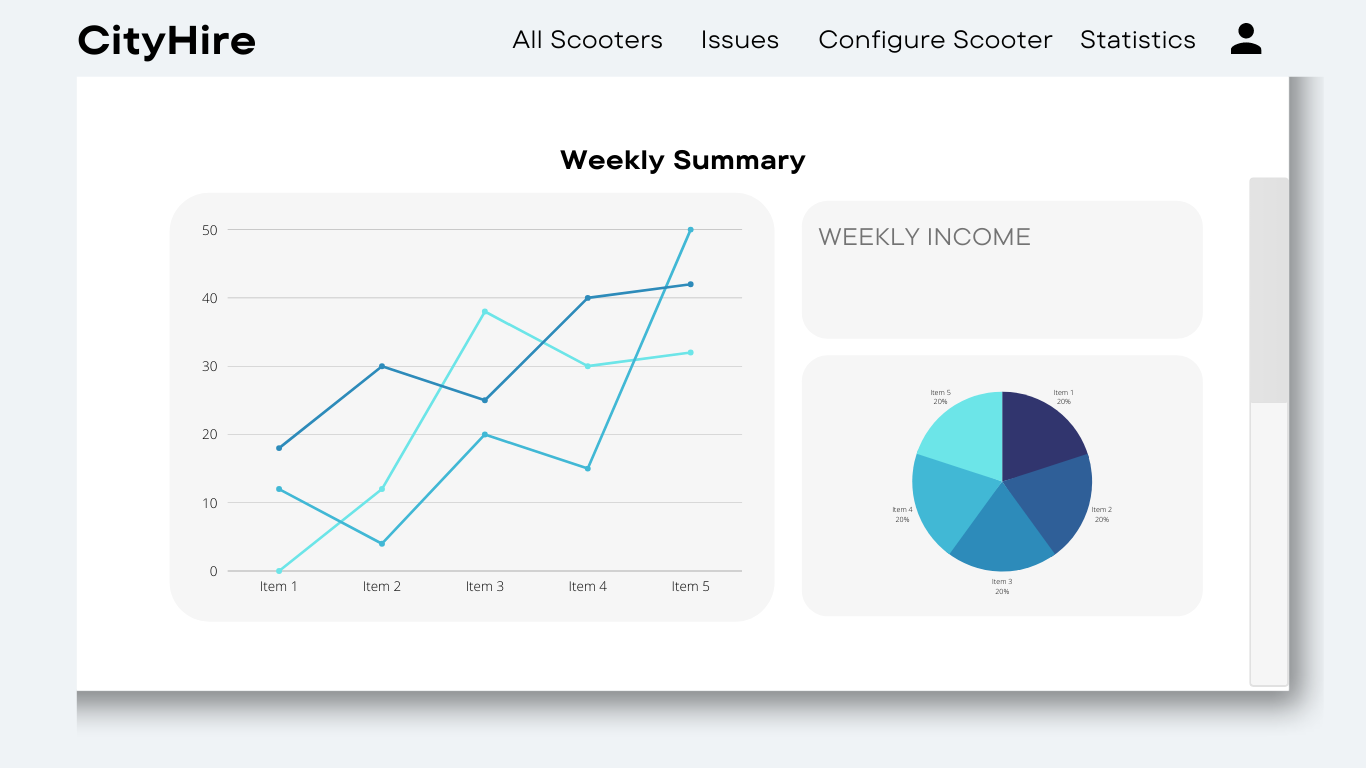 CityHire
All Scooters
Issues
Configure Scooter
Statistics
Weekly Summary
50
40
30
20
10
0
Item 1
Item 2
Item 3
Item 4
Item 5
WEEKLY INCOME
Item 5
20%
Item 1
20%
Item 4
20%
Item 2
20%
Item 3
20%